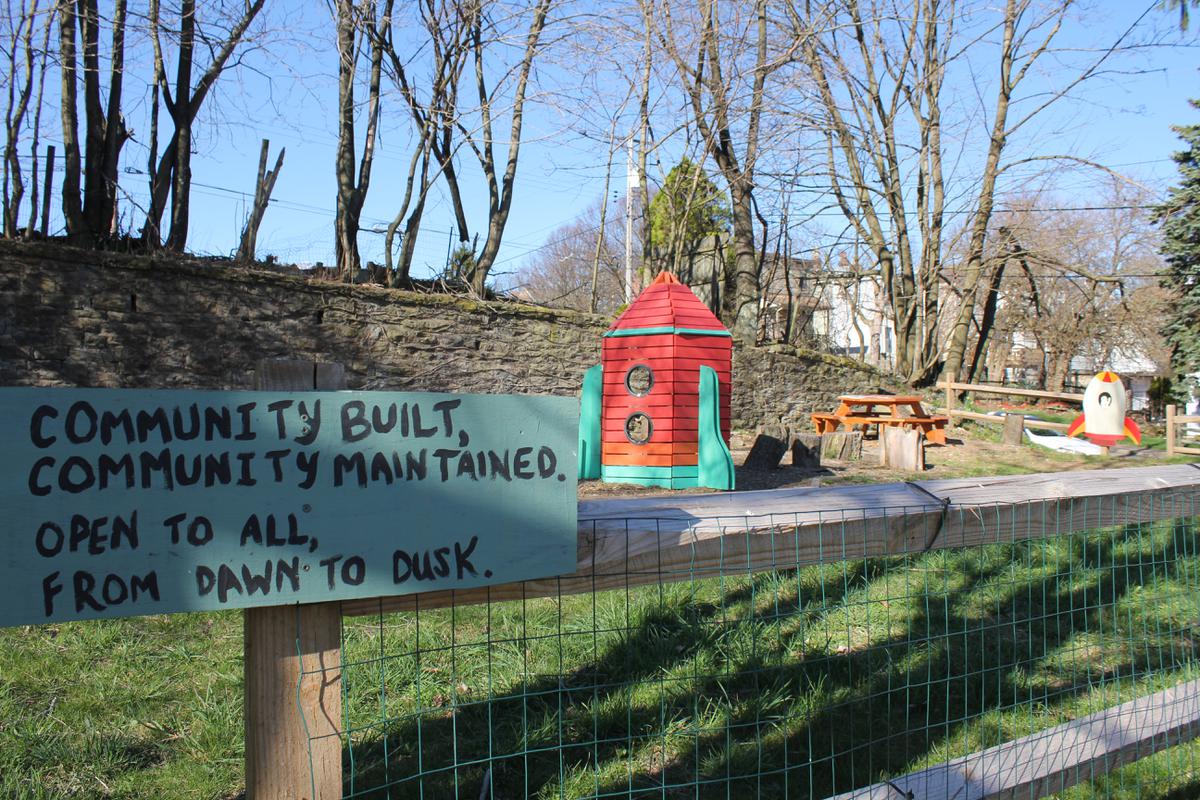 COMMUNITY BUILT,
COMMUNITY MAINTAINED.
OPEN TO ALL,
FROM DAWN TO DUSK.